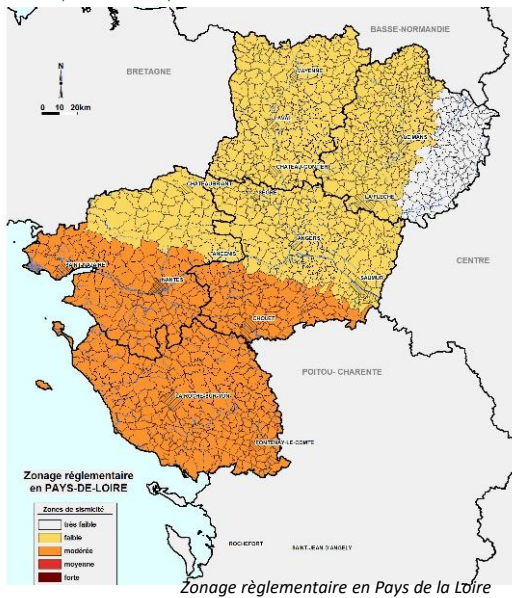 BASSE-NORMANDIE
BRETAGNE
N
0 10 20km
MAYENNE
LAVAL
LE MANS
CHATEAU-GONTIER
CHATEAUBRIANT
SEGRE
LA FLECHE
ANCENIS
ANGERS
CENTRE
SAINT-NAZAIRE
NANTES
SAUMUR
CHOLET
POITOU- CHARENTE
LA ROCHE-SUR-YON
FONTENAY-LE-COMTE
Zonage réglementaire
en PAYS-DE-LOIRE
Zones de sismicité
très faible
faible
modérée
moyenne
forte
ROCHEFORT
SAINT JEAN D'ANGELY
Zonage règlementaire en Pays de la Loire